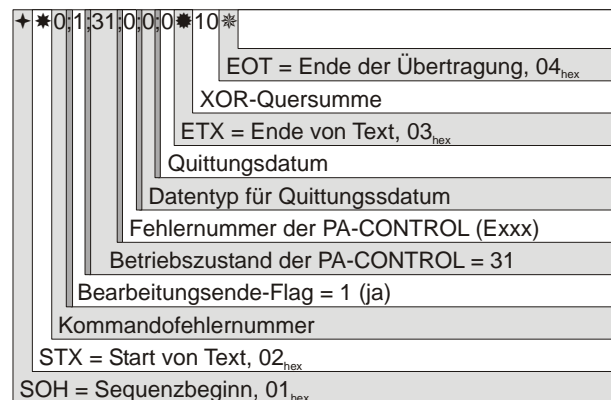 ✦✷0;1;31;0;0;0✹10✵
EOT = Ende der Übertragung, 04hex
XOR-Quersumme
ETX = Ende von Text, 03hex
Quittungsdatum
Datentyp für Quittungssdatum
Fehlernummer der PA-CONTROL (Exxx)
Betriebszustand der PA-CONTROL = 31
Bearbeitungsende-Flag = 1 (ja)
Kommandofehlernummer
STX = Start von Text, 02hex
SOH = Sequenzbeginn, 01hex